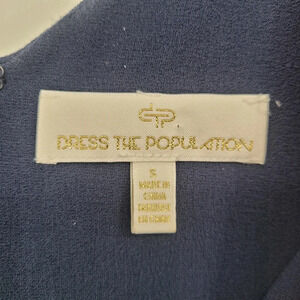 DRESS THE POPULATION
S
MADE IN
CHINA